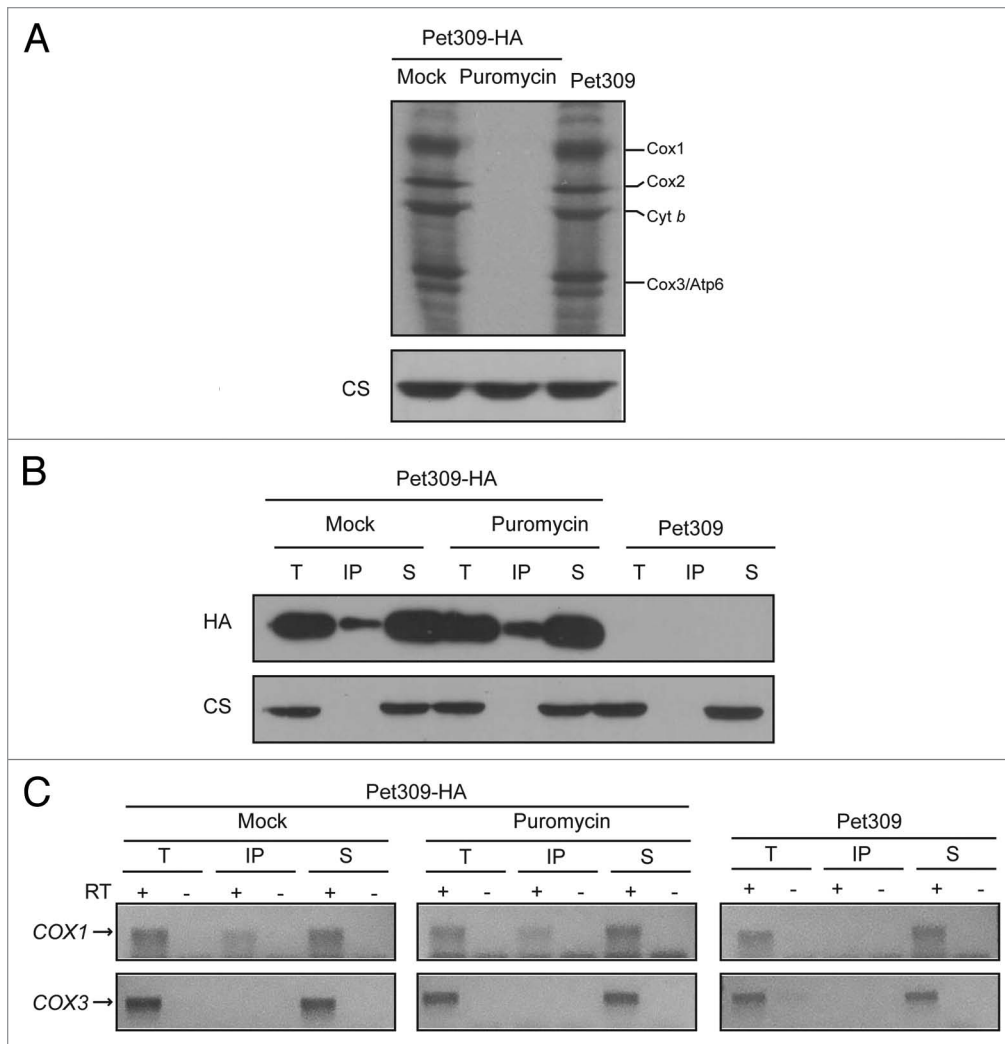 A
Pet309-HA
Mock Puromycin Pet309
Cox1
Cox2
Cyt b
Cox3/Atp6
CS
B
Pet309-HA
Mock Puromycin Pet309
T IP S T IP S T IP S
HA
CS
C
Pet309-HA
Mock Puromycin Pet309
T IP S T IP S T IP S
RT + - + - + - + - + - + - + - + - + -
COX1→
COX3→